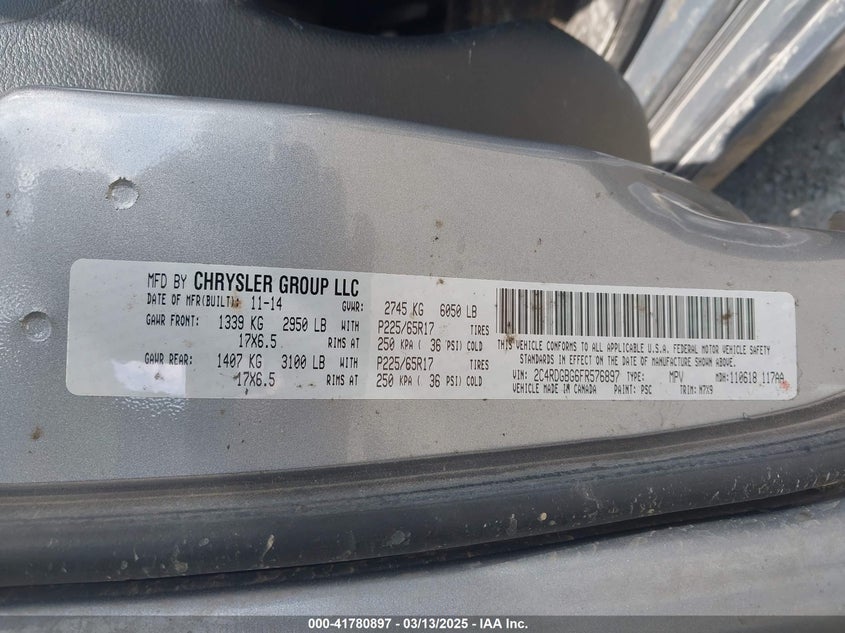 MFD BY CHRYSLER GROUP LLC
DATE OF MFR(BUILT): 11-14 GVWR: 2745 KG 6050 LB
GAWR FRONT: 1339 KG 2950 LB WITH P225/65R17 TIRES
17X6.5 RIMS AT 250 KPA ( 36 PSI) COLD
GAWR REAR: 1407 KG 3100 LB WITH P225/65R17 TIRES
17X6.5 RIMS AT 250 KPA ( 36 PSI) COLD
THIS VEHICLE CONFORMS TO ALL APPLICABLE U.S.A. FEDERAL MOTOR VEHICLE SAFETY
STANDARDS IN EFFECT ON THE DATE OF MANUFACTURE SHOWN ABOVE.
VIN: 2C4RDGBG6FR576897 TYPE: MPV MDH: 110618 117AA
VEHICLE MADE IN CANADA PAINT: PSC TRIM: N7X9
000-41780897 - 03/13/2025 - IAA Inc.